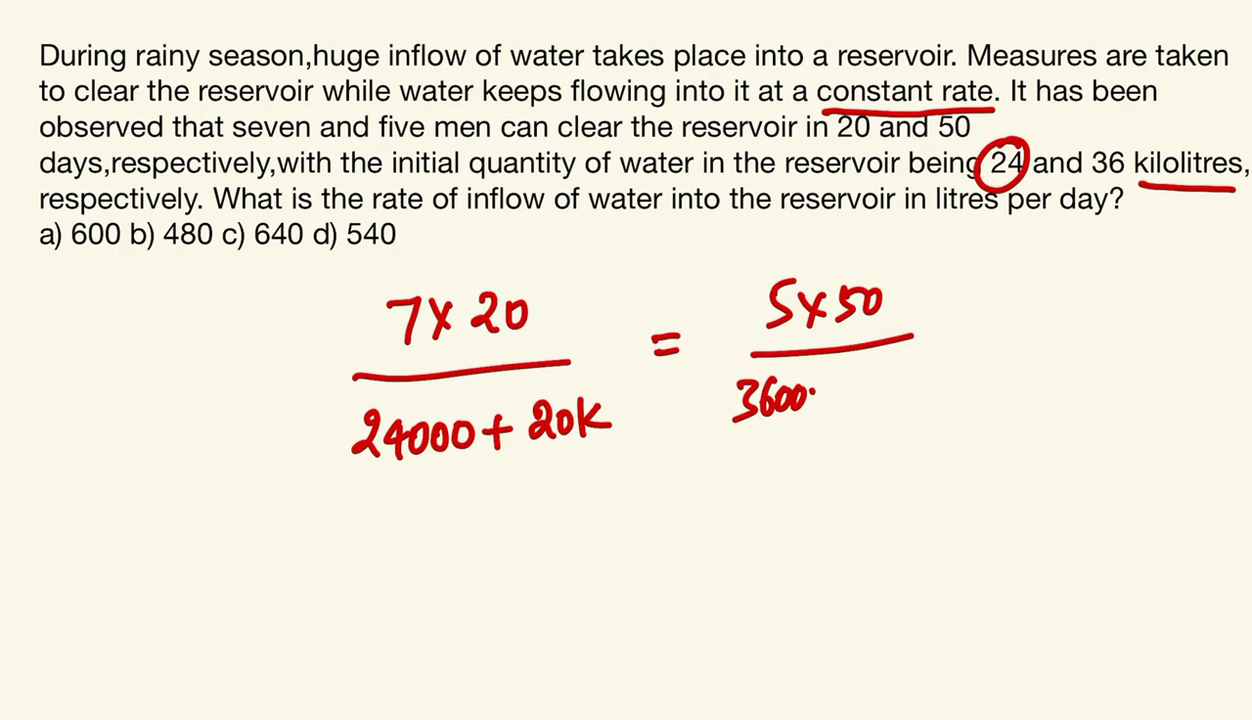 During rainy season,huge inflow of water takes place into a reservoir. Measures are taken
to clear the reservoir while water keeps flowing into it at a constant rate. It has been
observed that seven and five men can clear the reservoir in 20 and 50
days,respectively,with the initial quantity of water in the reservoir being 24 and 36 kilolitres,
respectively. What is the rate of inflow of water into the reservoir in litres per day?
a) 600 b) 480 c) 640 d) 540
7 x 20
24000 + 20K
=
5 x 50
3600